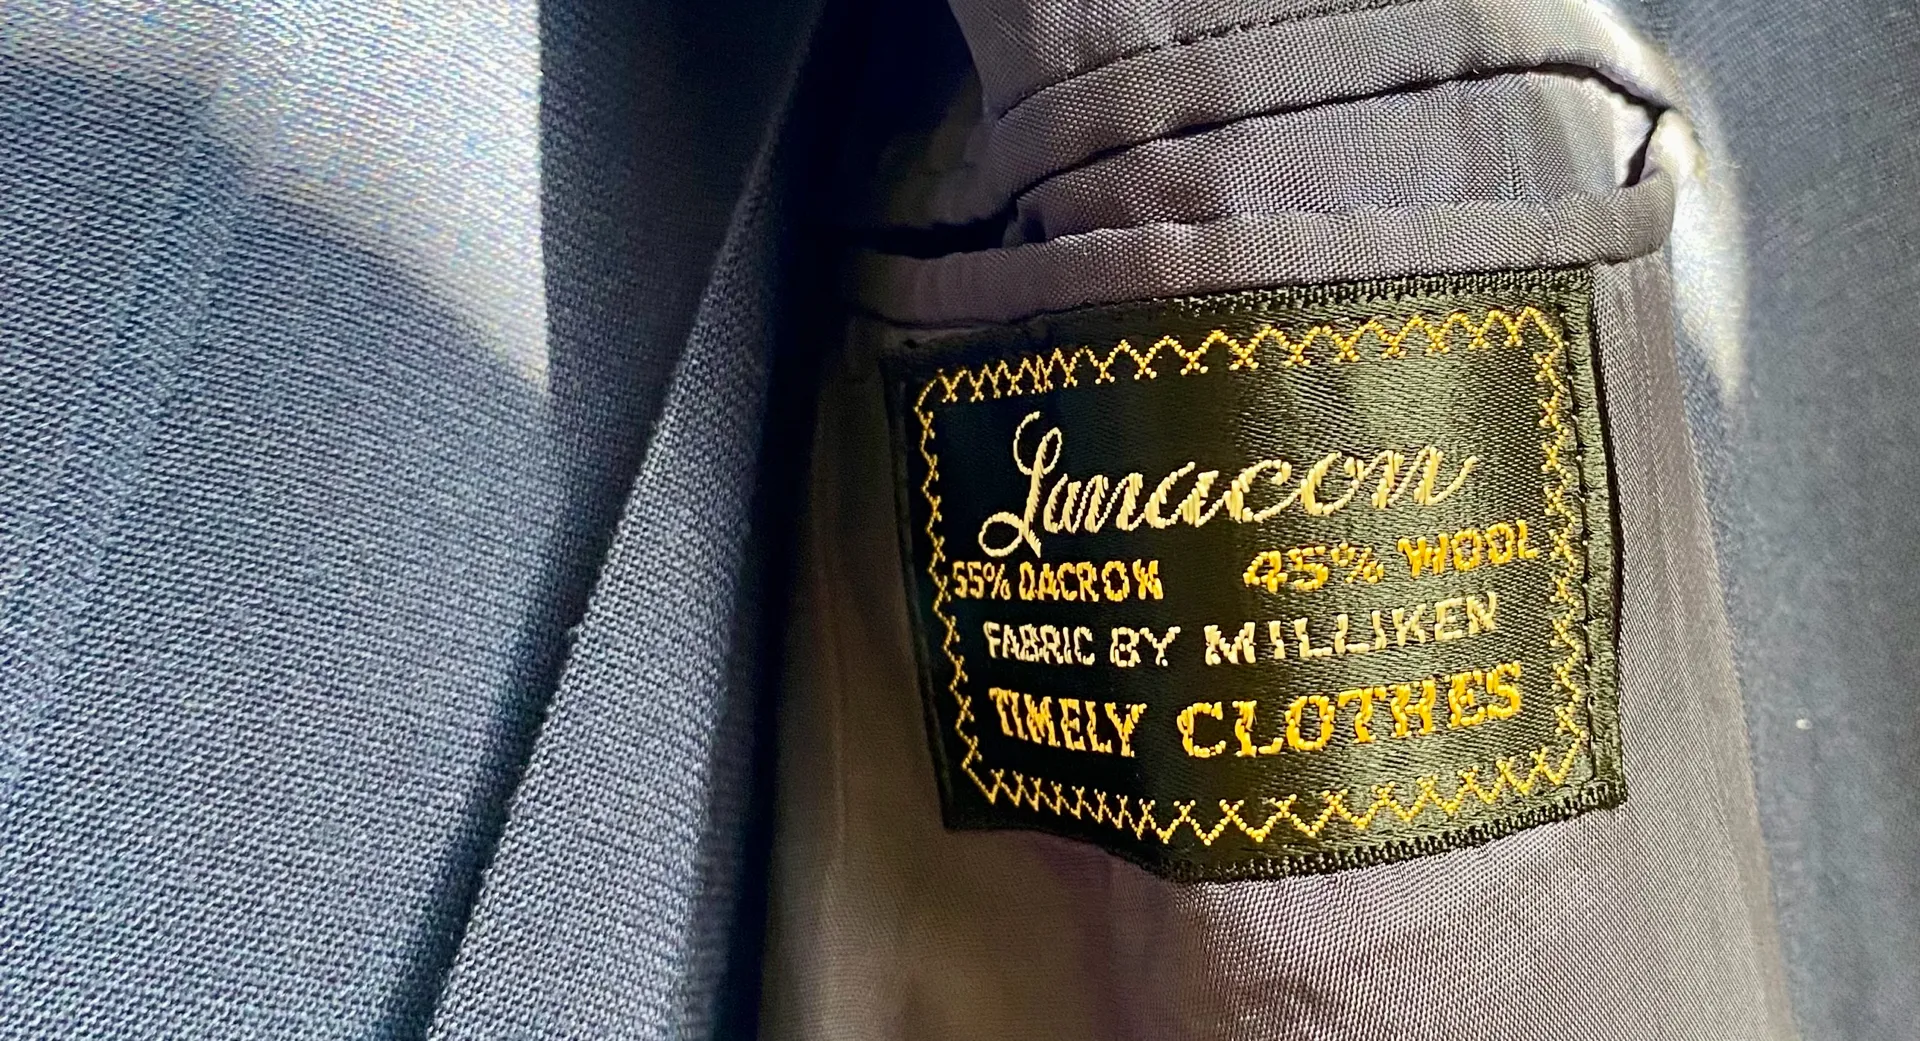 Lanacon
55% DACRON 45% WOOL
FABRIC BY MILLIKEN
TIMELY CLOTHES